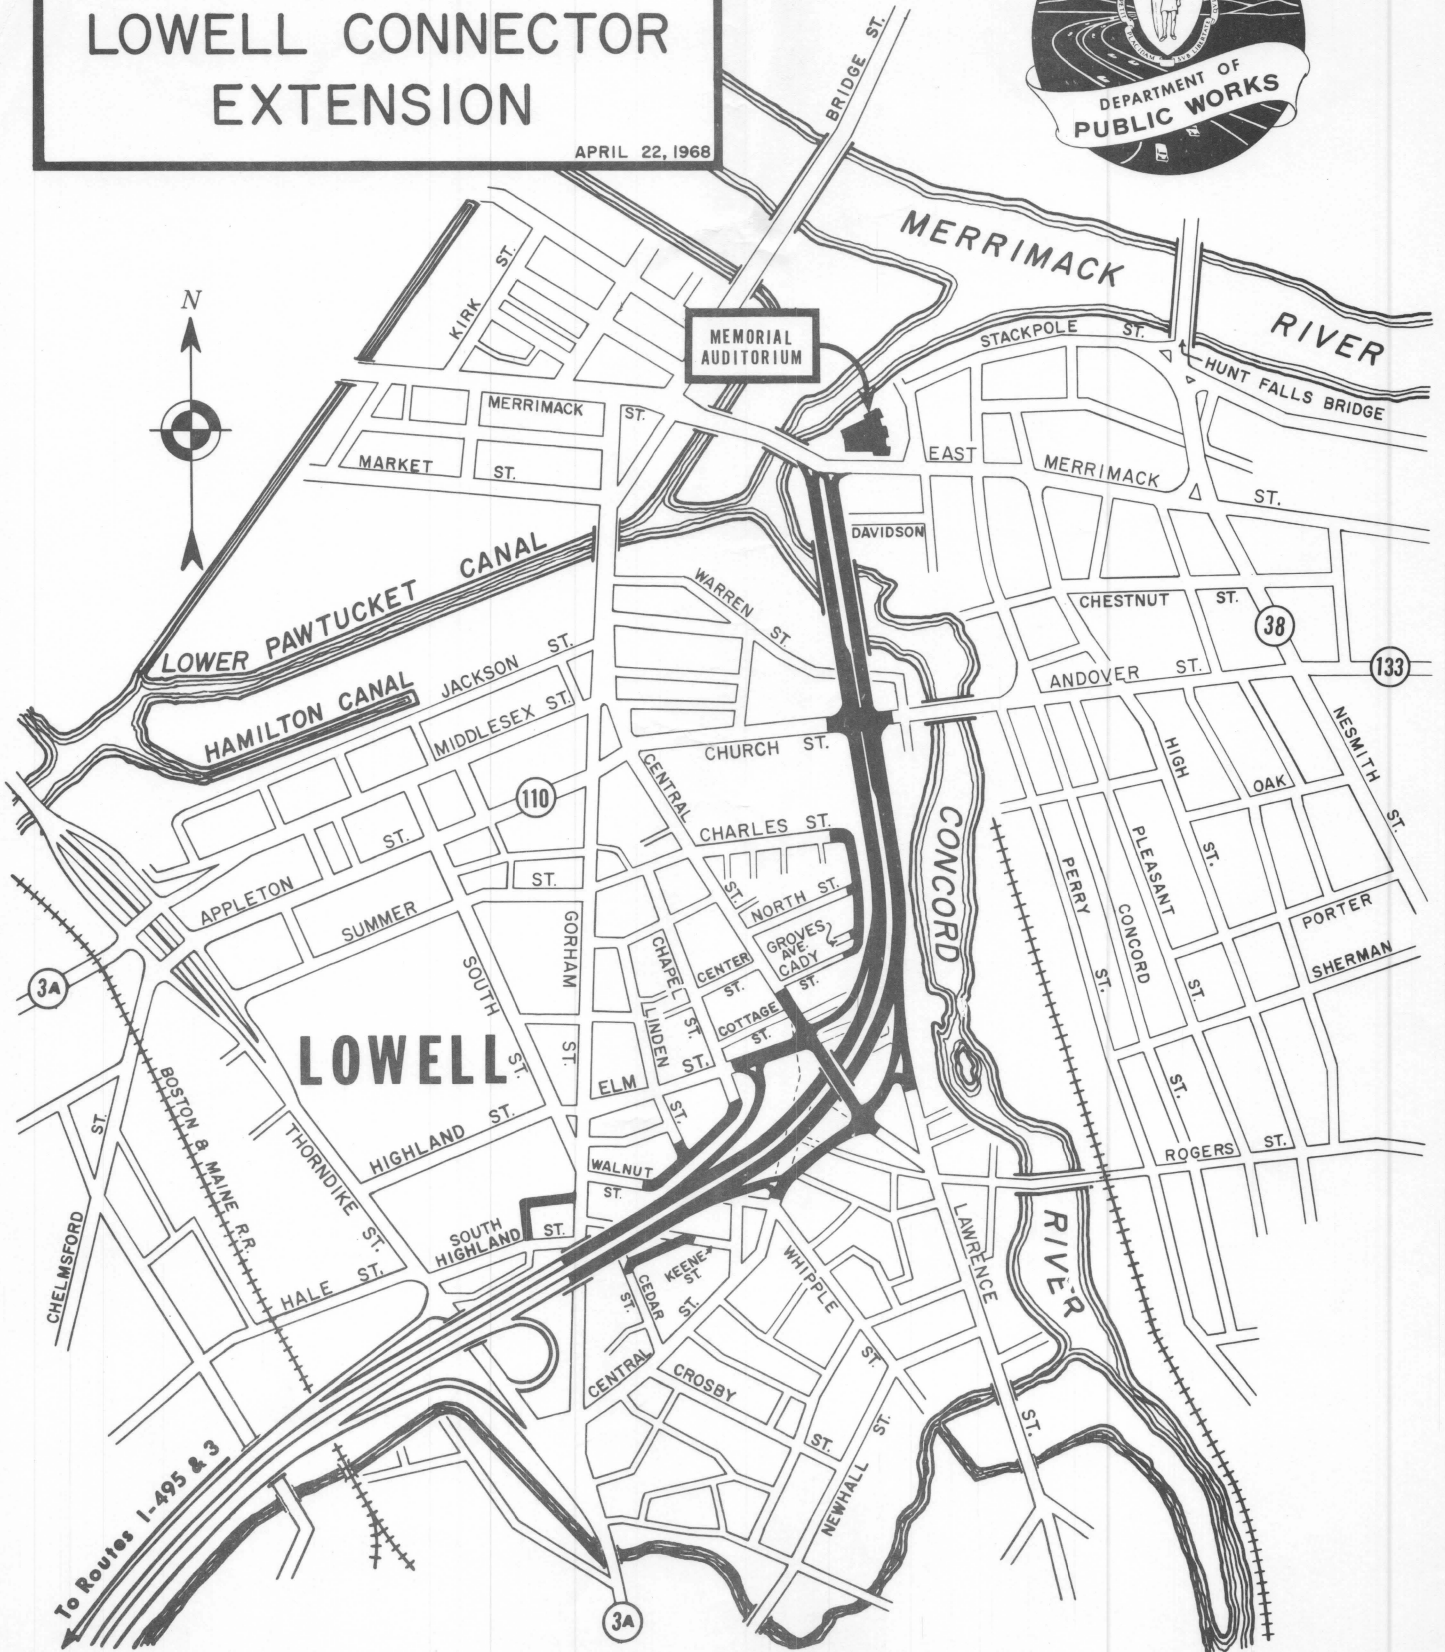 LOWELL CONNECTOR
EXTENSION
APRIL 22, 1968
DEPARTMENT OF
PUBLIC WORKS
BRIDGE ST.
MERRIMACK
RIVER
N
KIRK ST.
MEMORIAL
AUDITORIUM
STACKPOLE ST.
HUNT FALLS BRIDGE
MERRIMACK ST.
MARKET ST.
EAST MERRIMACK ST.
DAVIDSON
LOWER PAWTUCKET CANAL
HAMILTON CANAL
WARREN ST.
CHESTNUT ST.
38
133
ANDOVER ST.
JACKSON ST.
MIDDLESEX ST.
CHURCH ST.
CENTRAL ST.
110
CHARLES ST.
HIGH ST.
OAK
NESMITH ST.
APPLETON ST.
SUMMER ST.
NORTH ST.
GROVES
AVE.
CADY ST.
CENTER
ST.
COTTAGE
ST.
CONCORD
RIVER
PERRY ST.
CONCORD ST.
PLEASANT ST.
PORTER
SHERMAN
3A
GORHAM ST.
SOUTH ST.
CHAPEL ST.
LINDEN ST.
LOWELL
ELM ST.
HIGHLAND ST.
THORNDIKE ST.
BOSTON & MAINE R.R.
CHELMSFORD ST.
WALNUT
ST.
SOUTH
HIGHLAND ST.
HALE ST.
ROGERS ST.
LAWRENCE ST.
WHIPPLE ST.
KEENE
ST.
CEDAR
ST.
CENTRAL ST.
CROSBY ST.
NEWHALL ST.
To Routes I-495 & 3
3A